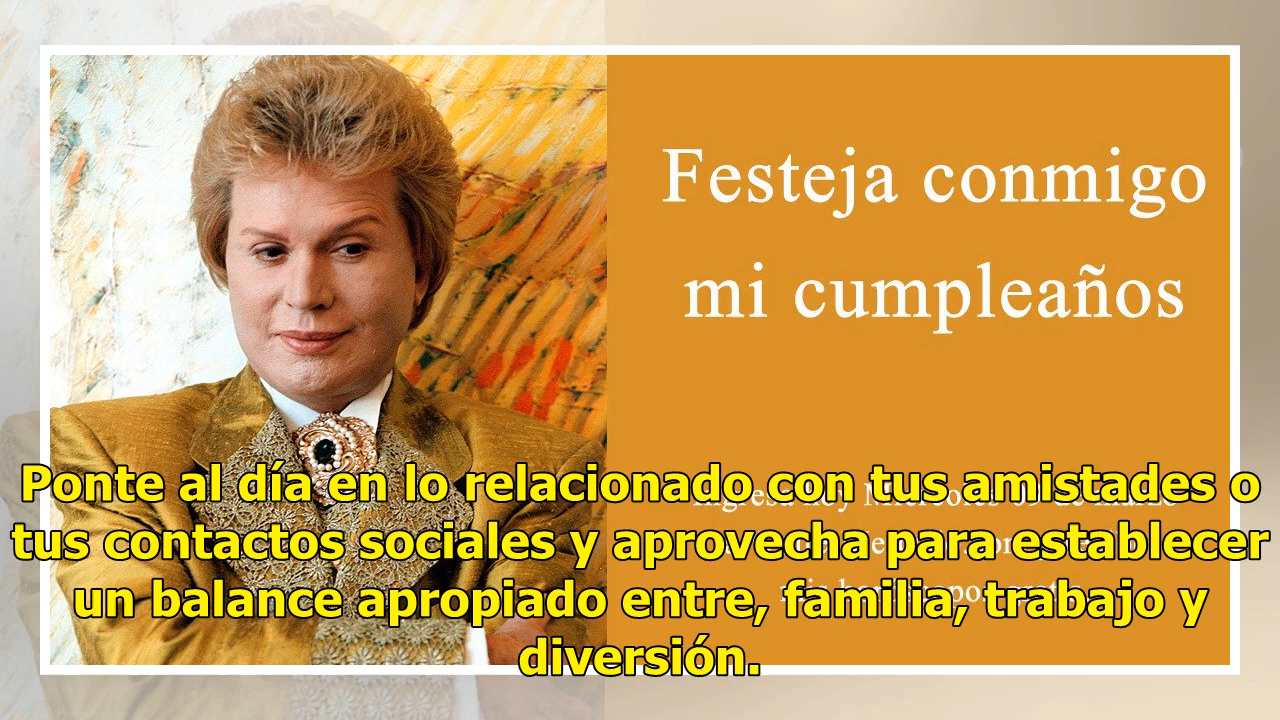 Festeja conmigo
mi cumpleaños
Ponte al día en lo relacionado con tus amistades o
tus contactos sociales y aprovecha para establecer
un balance apropiado entre, familia, trabajo y
diversión.